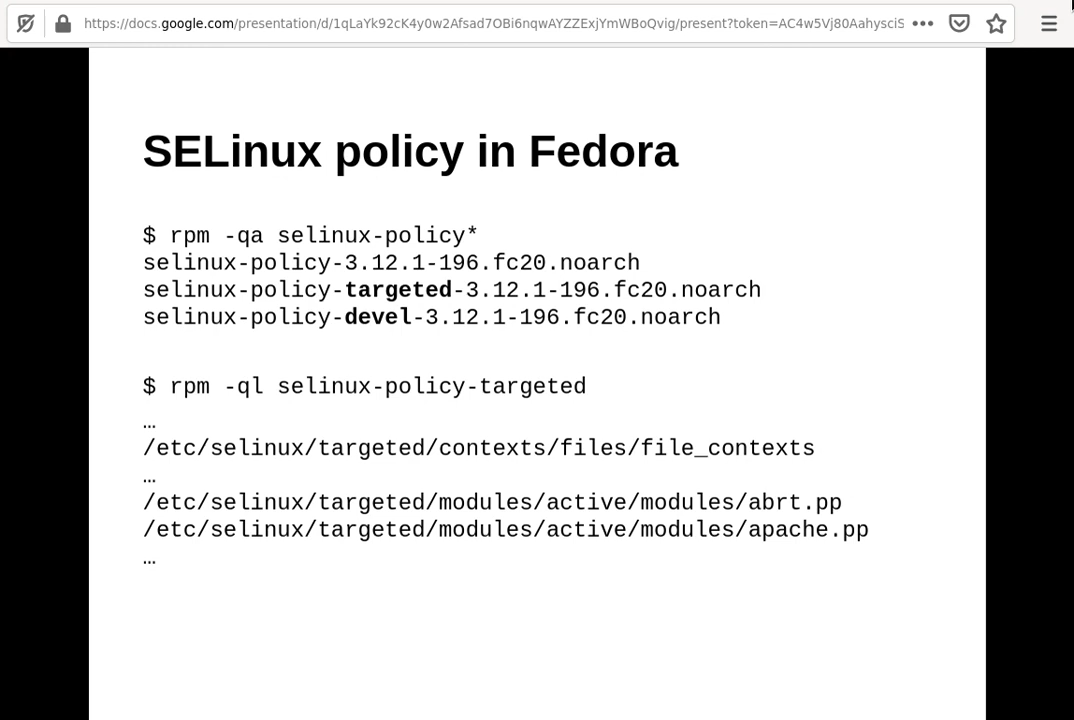 https://docs.google.com/presentation/d/1qLaYk92cK4y0w2Afsad7OBi6nqwAYZZExjYmWBoQvig/present?token=AC4w5Vj80AahysciS
SELinux policy in Fedora
$ rpm -qa selinux-policy*
selinux-policy-3.12.1-196.fc20.noarch
selinux-policy-targeted-3.12.1-196.fc20.noarch
selinux-policy-devel-3.12.1-196.fc20.noarch
$ rpm -ql selinux-policy-targeted
…
/etc/selinux/targeted/contexts/files/file_contexts
…
/etc/selinux/targeted/modules/active/modules/abrt.pp
/etc/selinux/targeted/modules/active/modules/apache.pp
…